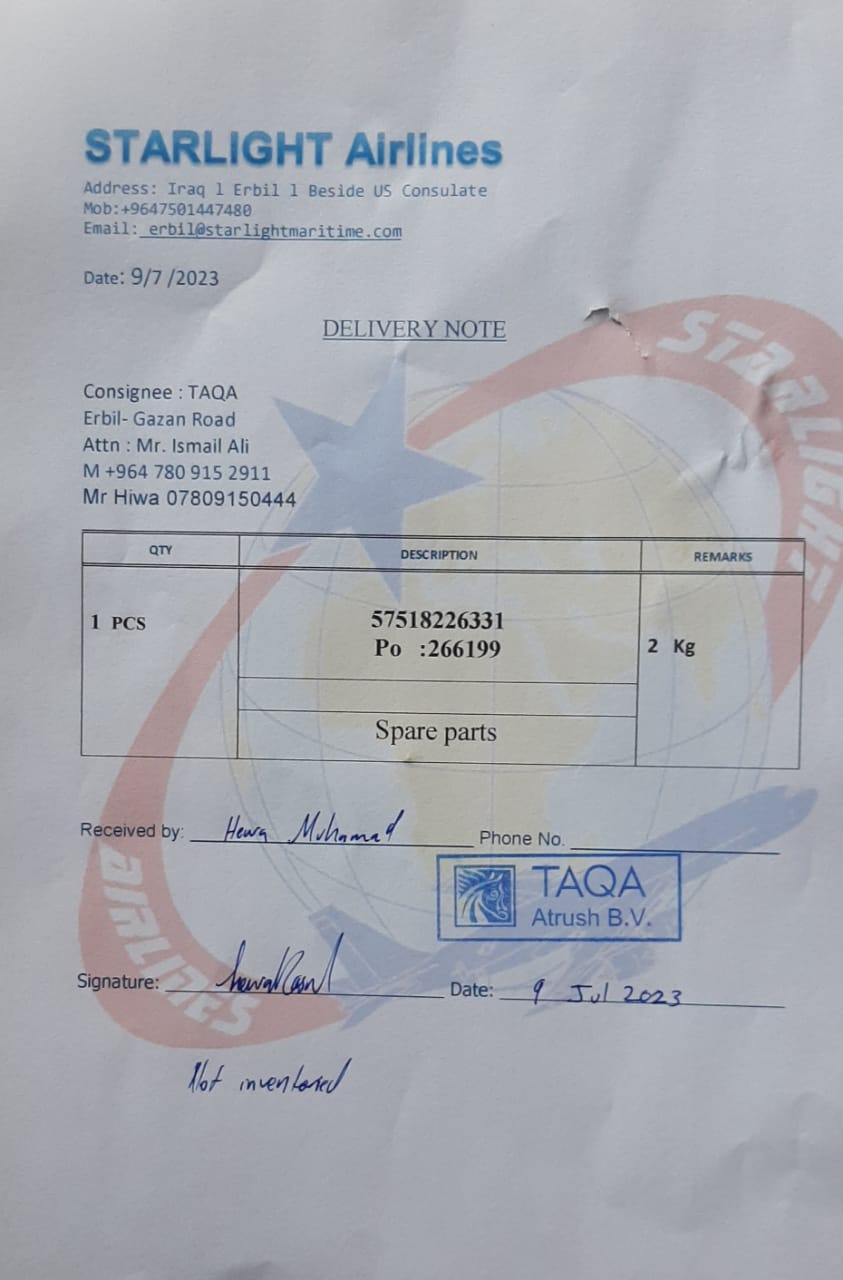 STARLIGHT Airlines
Address: Iraq l Erbil l Beside US Consulate
Mob:+9647501447480
Email: erbil@starlightmaritime.com
Date: 9/7 /2023
DELIVERY NOTE
STARLIGHT
Consignee : TAQA
Erbil- Gazan Road
Attn : Mr. Ismail Ali
M +964 780 915 2911
Mr Hiwa 07809150444
QTY DESCRIPTION REMARKS
1 PCS 57518226331
Po :266199 2 Kg
Spare parts
Received by: Hewa Muhamad Phone No.
TAQA
Atrush B.V.
AIRLINES
Signature: Date: 9 Jul 2023
Not inventored